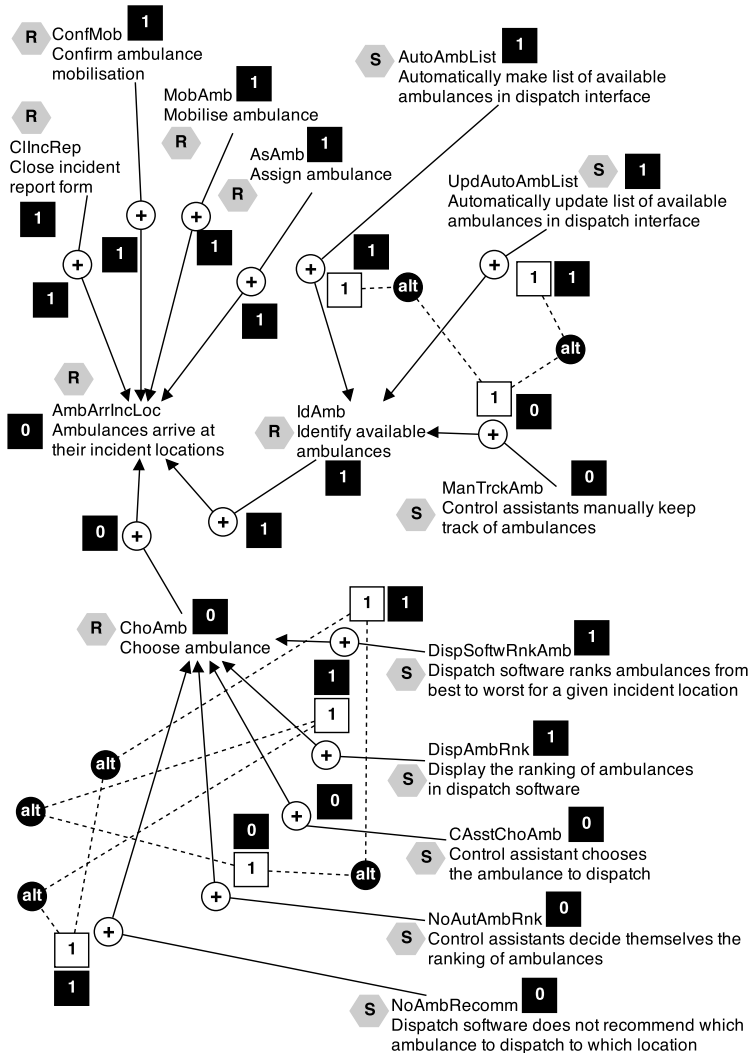 R ConfMob 1
Confirm ambulance
mobilisation
S AutoAmbList 1
Automatically make list of available
ambulances in dispatch interface
MobAmb 1
Mobilise ambulance
R
R
ClIncRep
Close incident
report form
1
AsAmb 1
Assign ambulance
R
UpdAutoAmbList S 1
Automatically update list of available
ambulances in dispatch interface
+
1
+
1
+
1
+
1
+
1
+
1
alt
+
1 1
alt
1
0
R
AmbArrIncLoc
Ambulances arrive at
their incident locations
0
IdAmb
R Identify available
ambulances
1
+
ManTrckAmb 0
S Control assistants manually keep
track of ambulances
0 +
+ 1
R ChoAmb 0
Choose ambulance
1 1
+
DispSoftwRnkAmb 1
S Dispatch software ranks ambulances from
best to worst for a given incident location
1
1
+
DispAmbRnk 1
S Display the ranking of ambulances
in dispatch software
alt
alt
+ 0
CAsstChoAmb 0
S Control assistant chooses
the ambulance to dispatch
0
1
alt
alt
+
NoAutAmbRnk 0
S Control assistants decide themselves the
ranking of ambulances
+
1
1
NoAmbRecomm 0
S Dispatch software does not recommend which
ambulance to dispatch to which location